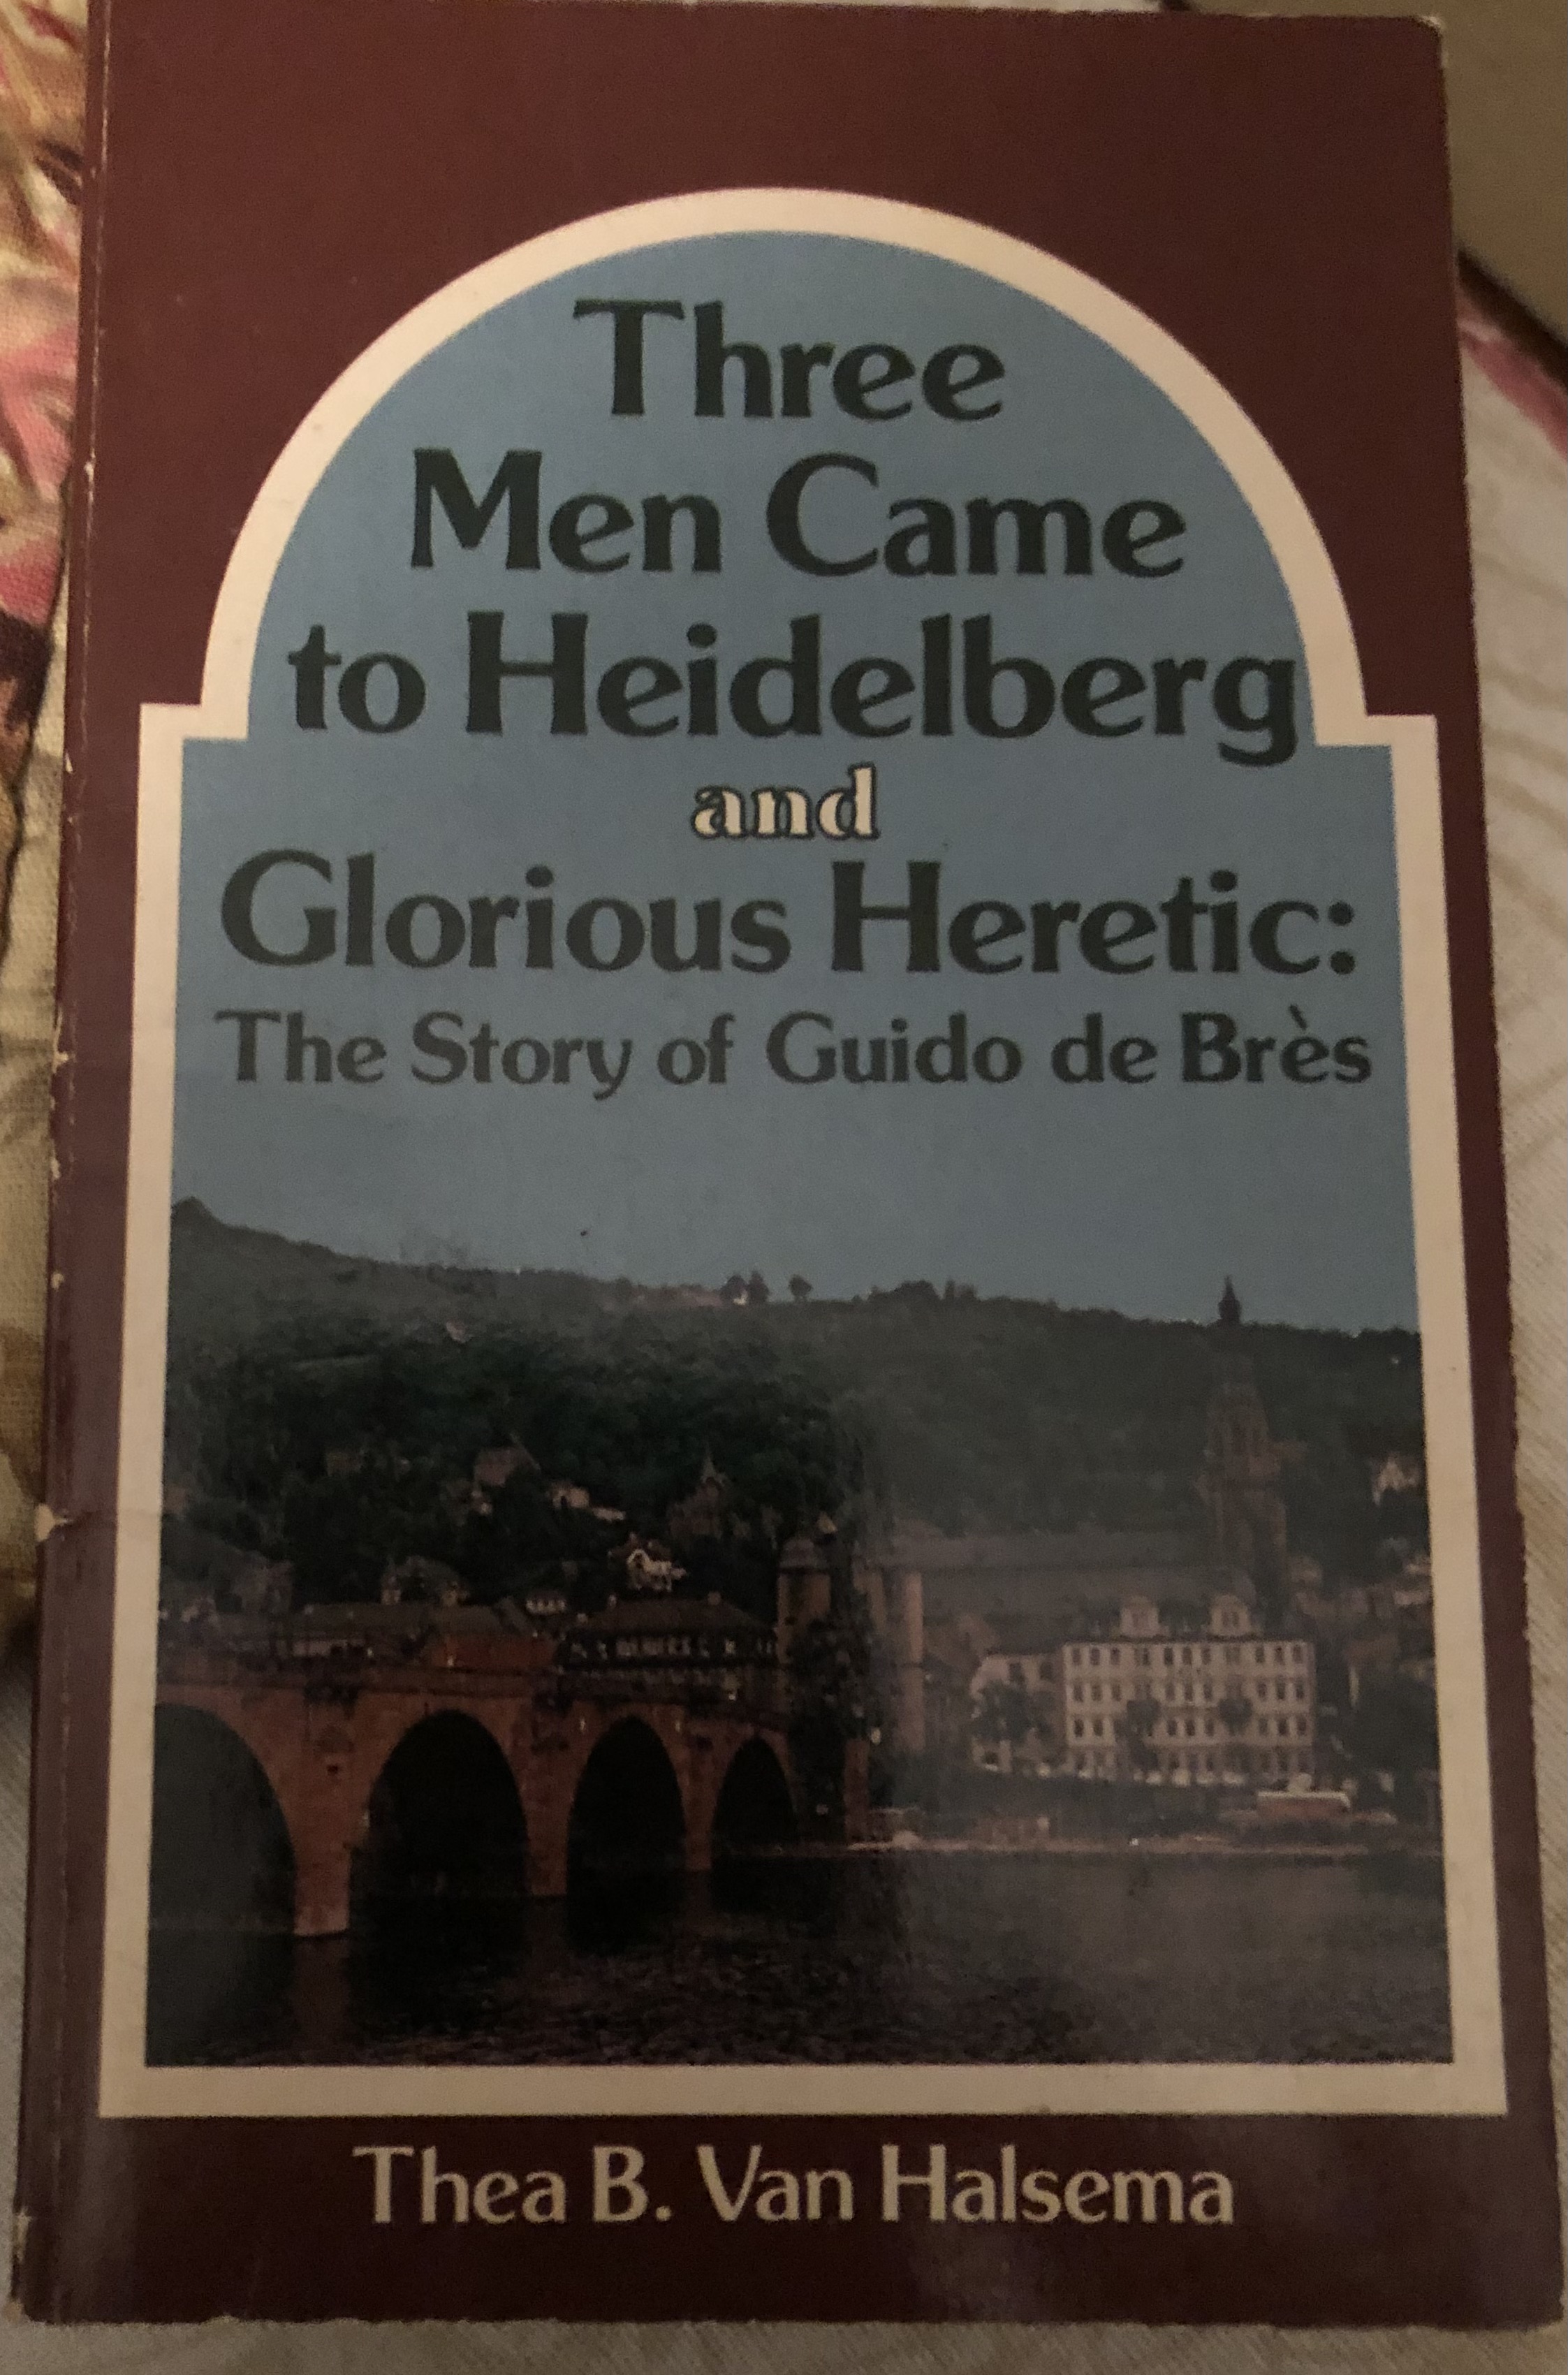 Three
Men Came
to Heidelberg
and
Glorious Heretic:
The Story of Guido de Brès
Thea B. Van Halsema